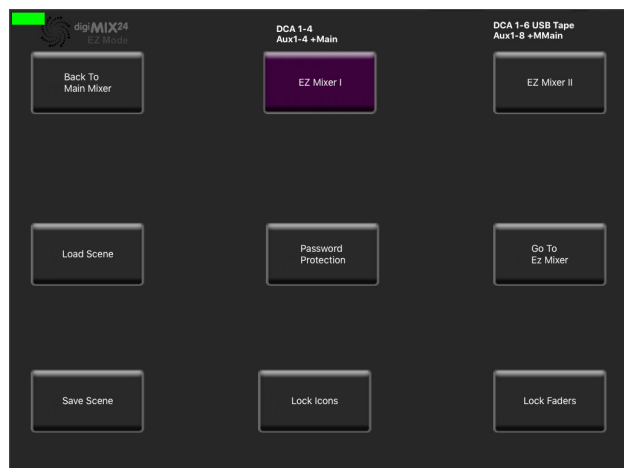 digiMIX24
EZ Mode
DCA 1-4
Aux1-4 +Main
DCA 1-6 USB Tape
Aux1-8 +MMain
Back To
Main Mixer
EZ Mixer I
EZ Mixer II
Load Scene
Password
Protection
Go To
Ez Mixer
Save Scene
Lock Icons
Lock Faders